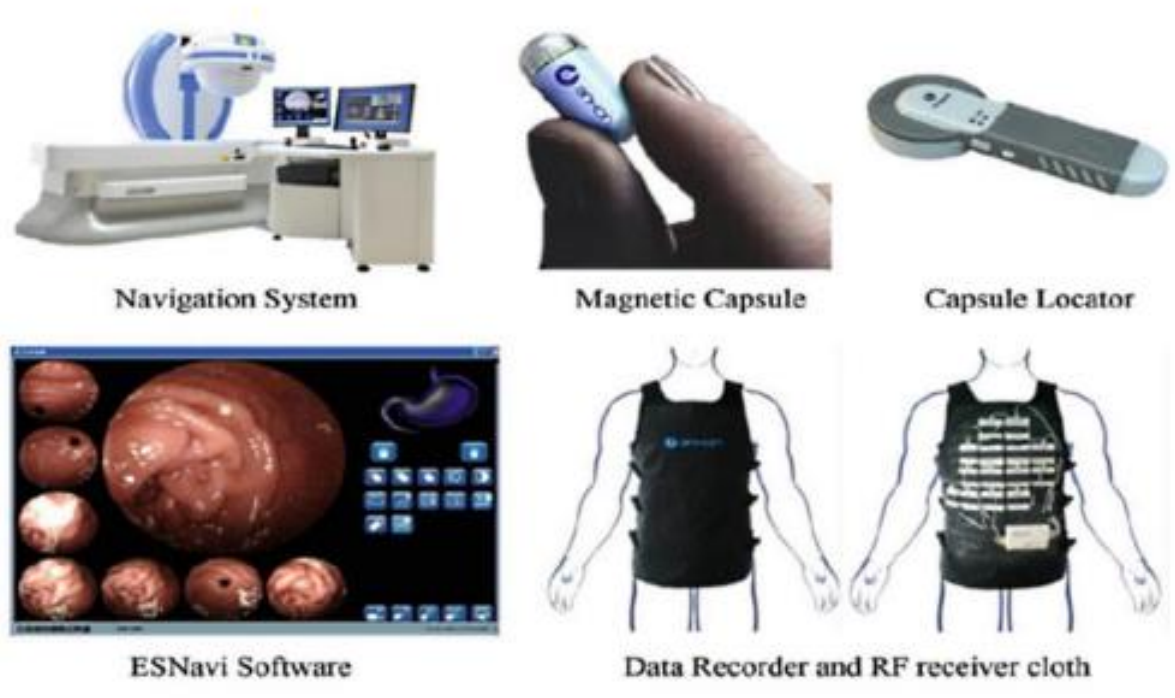 Navigation System
Magnetic Capsule
Capsule Locator
ESNavi Software
Data Recorder and RF receiver cloth